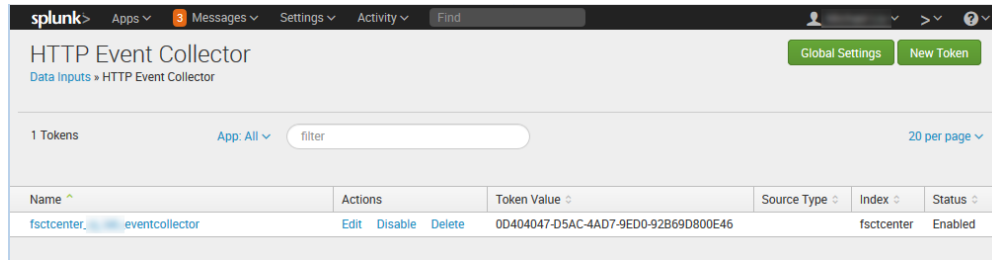 splunk> Apps 3 Messages Settings Activity Find
HTTP Event Collector
Global Settings New Token
Data Inputs » HTTP Event Collector
1 Tokens App: All filter 20 per page
Name Actions Token Value Source Type Index Status
fsctcenter_ eventcollector Edit Disable Delete 0D404047-D5AC-4AD7-9ED0-92B69D800E46 fsctcenter Enabled